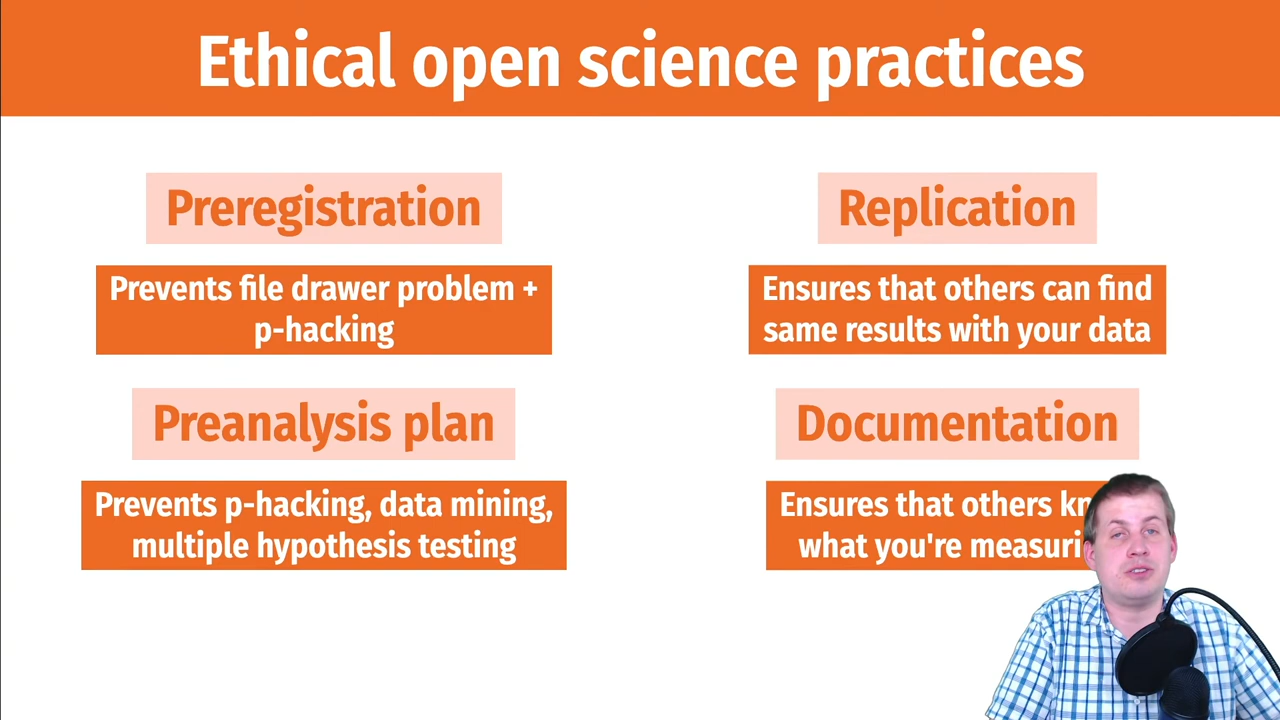 Ethical open science practices
Preregistration
Prevents file drawer problem +
p-hacking
Preanalysis plan
Prevents p-hacking, data mining,
multiple hypothesis testing
Replication
Ensures that others can find
same results with your data
Documentation
Ensures that others
what you're